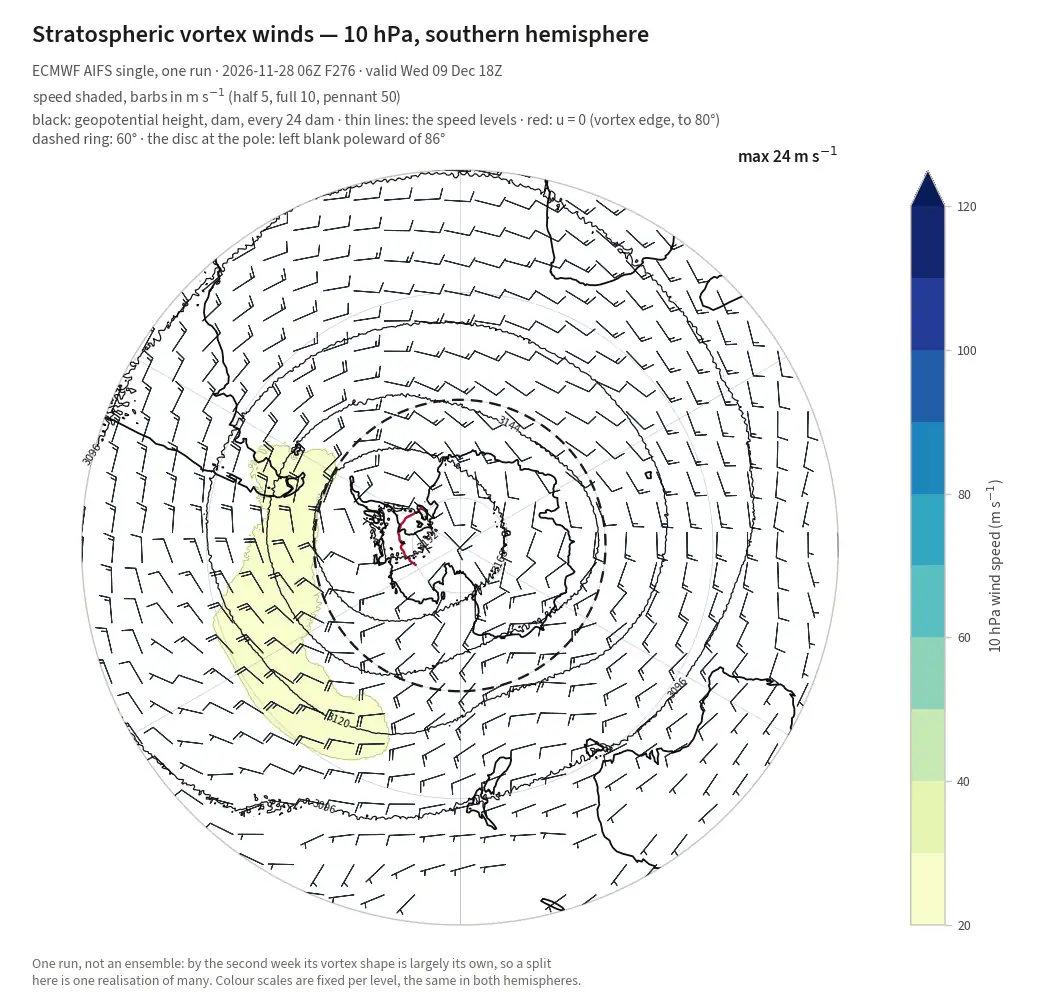 Stratospheric vortex winds — 10 hPa, southern hemisphere
ECMWF AIFS single, one run · 2026-11-28 06Z F276 · valid Wed 09 Dec 18Z
speed shaded, barbs in m s⁻¹ (half 5, full 10, pennant 50)
black: geopotential height, dam, every 24 dam · thin lines: the speed levels · red: u = 0 (vortex edge, to 80°)
dashed ring: 60° · the disc at the pole: left blank poleward of 86°
max 24 m s⁻¹
120
100
80
60
40
20
10 hPa wind speed (m s⁻¹)
3096
3144
3120
3096
3096
One run, not an ensemble: by the second week its vortex shape is largely its own, so a split
here is one realisation of many. Colour scales are fixed per level, the same in both hemispheres.